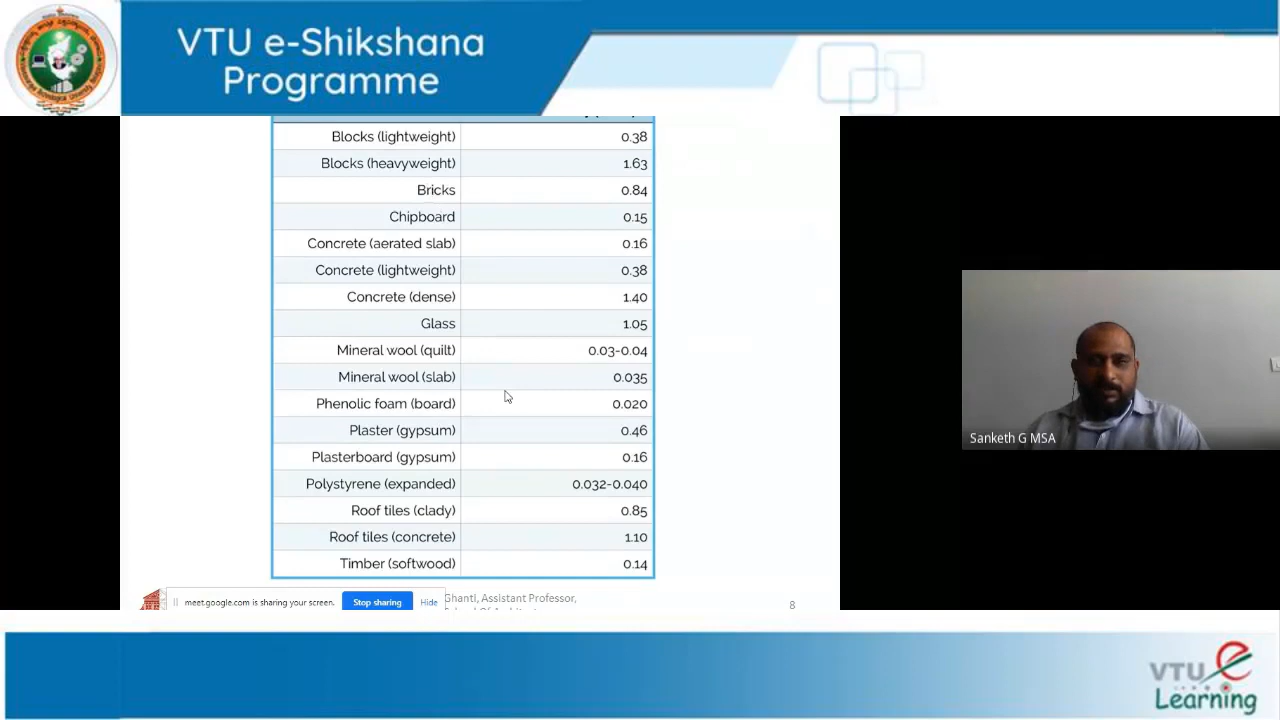 VTU e-Shikshana
Programme
Blocks (lightweight) 0.38
Blocks (heavyweight) 1.63
Bricks 0.84
Chipboard 0.15
Concrete (aerated slab) 0.16
Concrete (lightweight) 0.38
Concrete (dense) 1.40
Glass 1.05
Mineral wool (quilt) 0.03-0.04
Mineral wool (slab) 0.035
Phenolic foam (board) 0.020
Plaster (gypsum) 0.46
Plasterboard (gypsum) 0.16
Polystyrene (expanded) 0.032-0.040
Roof tiles (clady) 0.85
Roof tiles (concrete) 1.10
Timber (softwood) 0.14
Sanketh G MSA
meet.google.com is sharing your screen. Stop sharing Hide
Ghanti, Assistant Professor,
8
VTU e
Learning